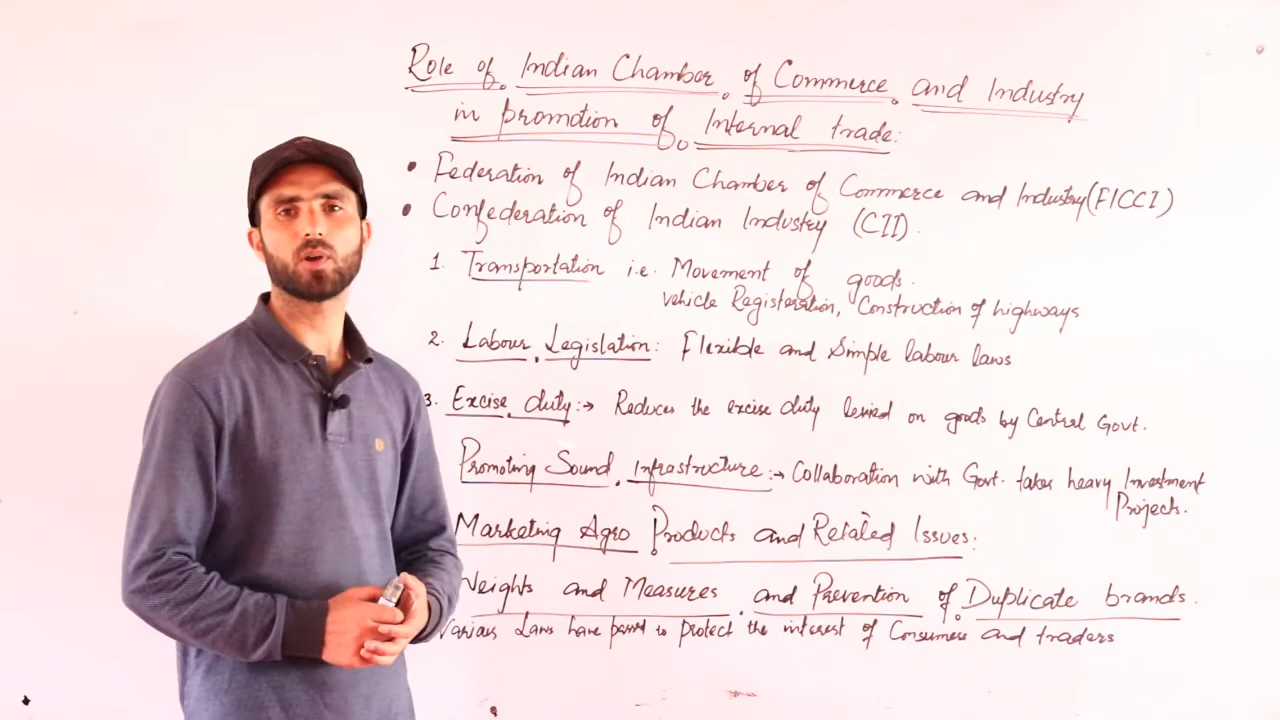 Role of Indian Chamber of Commerce and Industry
in promotion of Internal trade:
• Federation of Indian Chamber of Commerce and Industry (FICCI)
• Confederation of Indian Industry (CII).
1. Transportation i.e. Movement of goods.
vehicle Registeration, Construction of highways
2. Labour Legislation: Flexible and Simple labour laws
3. Excise duty:→ Reduces the excise duty levied on goods by Central Govt.
Promoting Sound Infrastructure:→ Collaboration with Govt. takes heavy Investment
Projects.
Marketing Agro Products and Related Issues:
Weights and Measures and Prevention of Duplicate brands.
Various Laws have passed to protect the interest of Consumers and traders